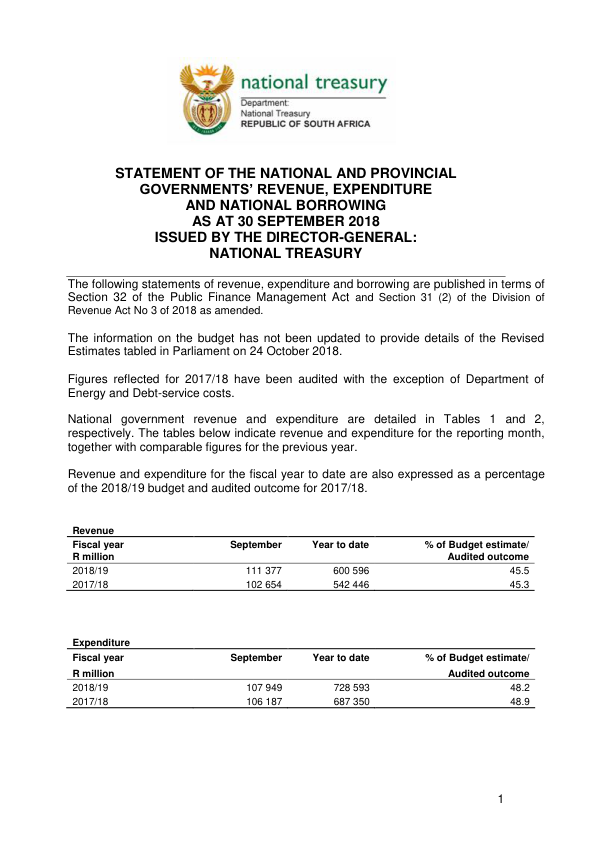 national treasury
Department:
National Treasury
REPUBLIC OF SOUTH AFRICA
STATEMENT OF THE NATIONAL AND PROVINCIAL
GOVERNMENTS' REVENUE, EXPENDITURE
AND NATIONAL BORROWING
AS AT 30 SEPTEMBER 2018
ISSUED BY THE DIRECTOR-GENERAL:
NATIONAL TREASURY
The following statements of revenue, expenditure and borrowing are published in terms of
Section 32 of the Public Finance Management Act and Section 31 (2) of the Division of
Revenue Act No 3 of 2018 as amended.
The information on the budget has not been updated to provide details of the Revised
Estimates tabled in Parliament on 24 October 2018.
Figures reflected for 2017/18 have been audited with the exception of Department of
Energy and Debt-service costs.
National government revenue and expenditure are detailed in Tables 1 and 2,
respectively. The tables below indicate revenue and expenditure for the reporting month,
together with comparable figures for the previous year.
Revenue and expenditure for the fiscal year to date are also expressed as a percentage
of the 2018/19 budget and audited outcome for 2017/18.
Revenue
Fiscal year September Year to date % of Budget estimate/
R million Audited outcome
2018/19 111 377 600 596 45.5
2017/18 102 654 542 446 45.3
Expenditure
Fiscal year September Year to date % of Budget estimate/
R million Audited outcome
2018/19 107 949 728 593 48.2
2017/18 106 187 687 350 48.9
1